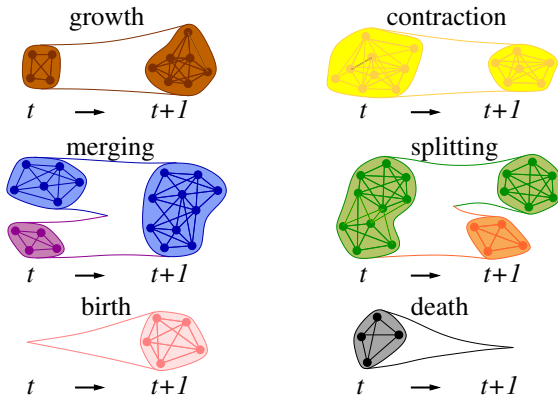 growth contraction
t t+1 t t+1
merging splitting
t t+1 t t+1
birth death
t t+1 t t+1